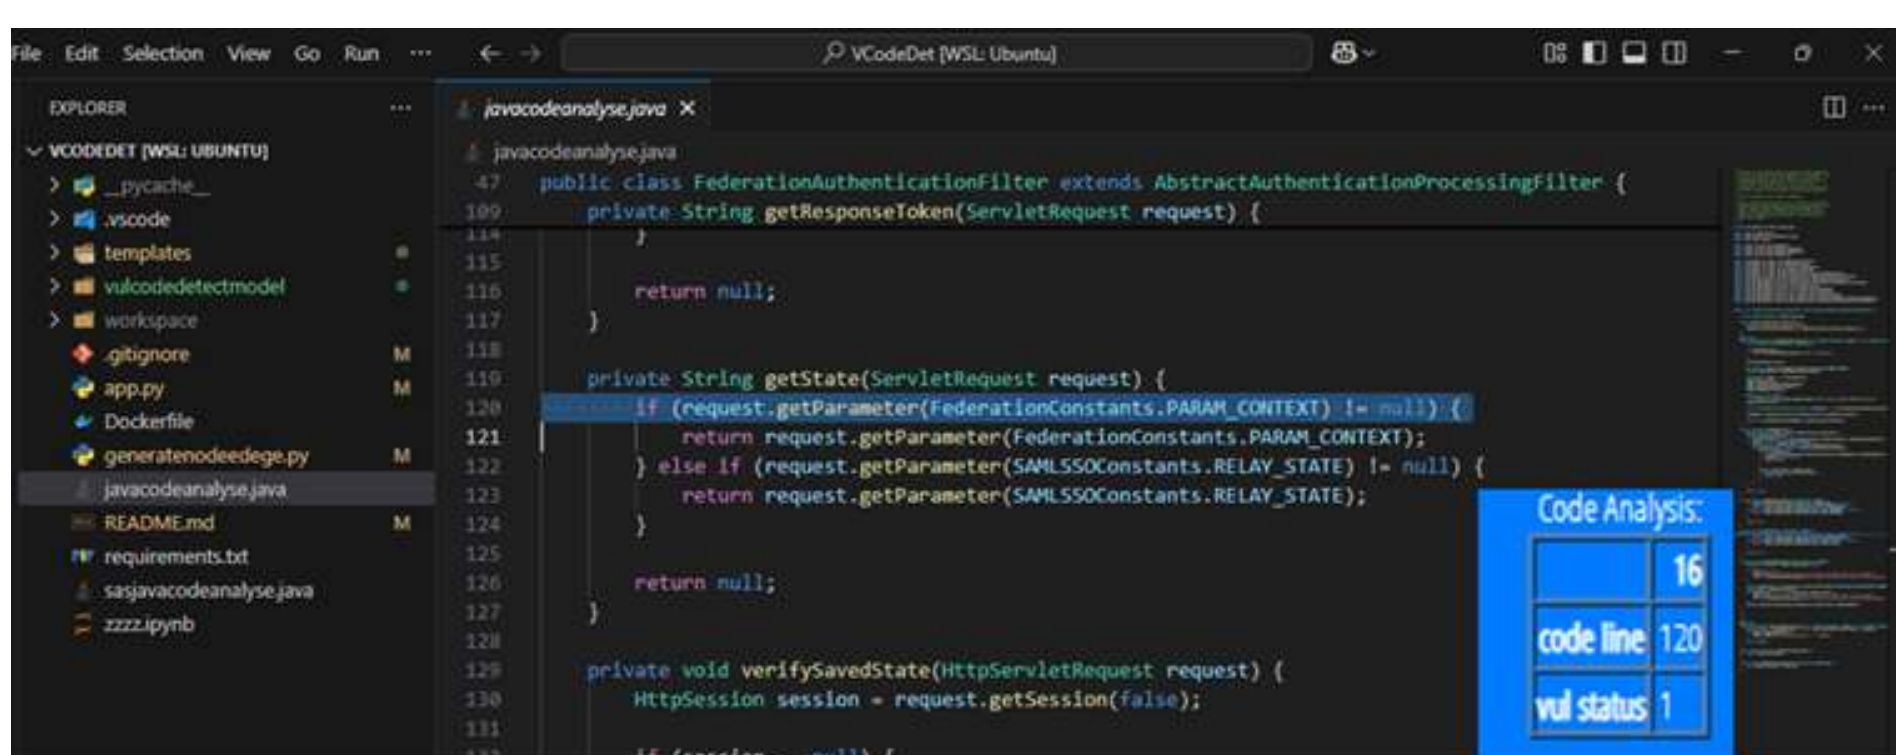 File Edit Selection View Go Run ··· ← → VCodeDet [WSL: Ubuntu]
EXPLORER ···
VCODEDET [WSL: UBUNTU]
__pycache__
.vscode
templates
vulcodedetectmodel
workspace
.gitignore M
app.py M
Dockerfile
generatenodeedege.py M
javacodeanalyse.java
README.md M
requirements.txt
sasjavacodeanalyse.java
zzzz.ipynb
javacodeanalyse.java ×
javacodeanalyse.java
47 public class FederationAuthenticationFilter extends AbstractAuthenticationProcessingFilter {
109 private String getResponseToken(ServletRequest request) {
114 }
115
116 return null;
117 }
118
119 private String getState(ServletRequest request) {
120 if (request.getParameter(FederationConstants.PARAM_CONTEXT) != null) {
121 return request.getParameter(FederationConstants.PARAM_CONTEXT);
122 } else if (request.getParameter(SAMLSSOConstants.RELAY_STATE) != null) {
123 return request.getParameter(SAMLSSOConstants.RELAY_STATE);
124 }
125
126 return null;
127 }
128
129 private void verifySavedState(HttpServletRequest request) {
130 HttpSession session = request.getSession(false);
131
Code Analysis:
16
code line 120
vul status 1